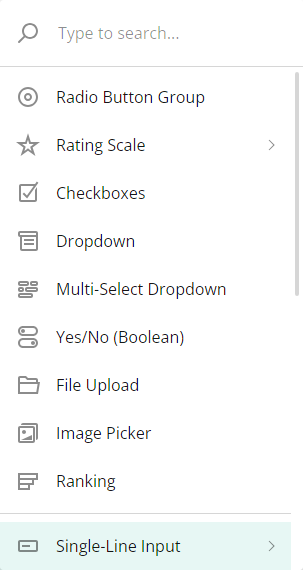 Type to search...
Radio Button Group
Rating Scale
Checkboxes
Dropdown
Multi-Select Dropdown
Yes/No (Boolean)
File Upload
Image Picker
Ranking
Single-Line Input